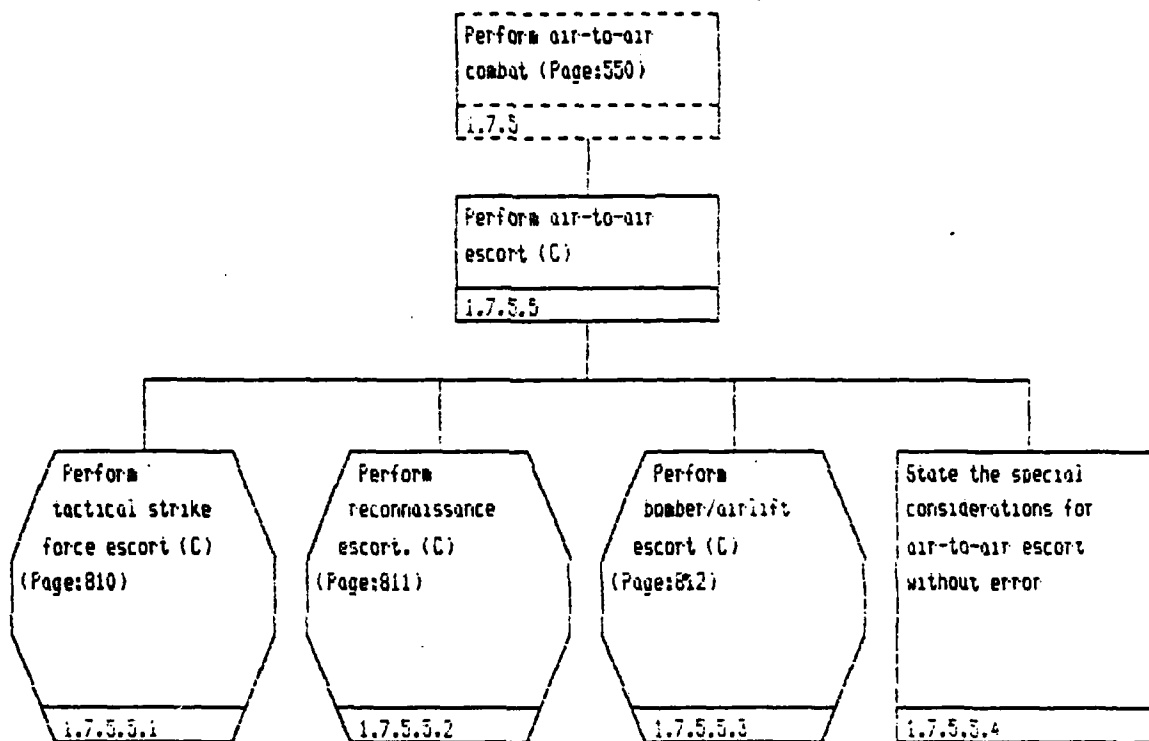 Perform air-to-air
combat (Page:550)
1.7.5
Perform air-to-air
escort (C)
1.7.5.5
Perform
tactical strike
force escort (C)
(Page:810)
1.7.5.5.1
Perform
reconnaissance
escort. (C)
(Page:811)
1.7.5.5.2
Perform
bomber/airlift
escort (C)
(Page:812)
1.7.5.5.3
State the special
considerations for
air-to-air escort
without error
1.7.5.5.4